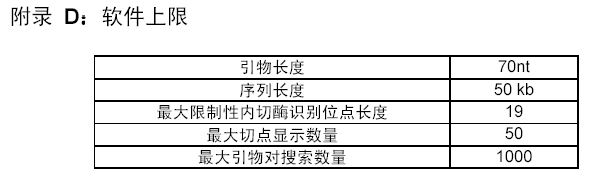 附录 D：软件上限
引物长度 70nt
序列长度 50 kb
最大限制性内切酶识别位点长度 19
最大切点显示数量 50
最大引物对搜索数量 1000